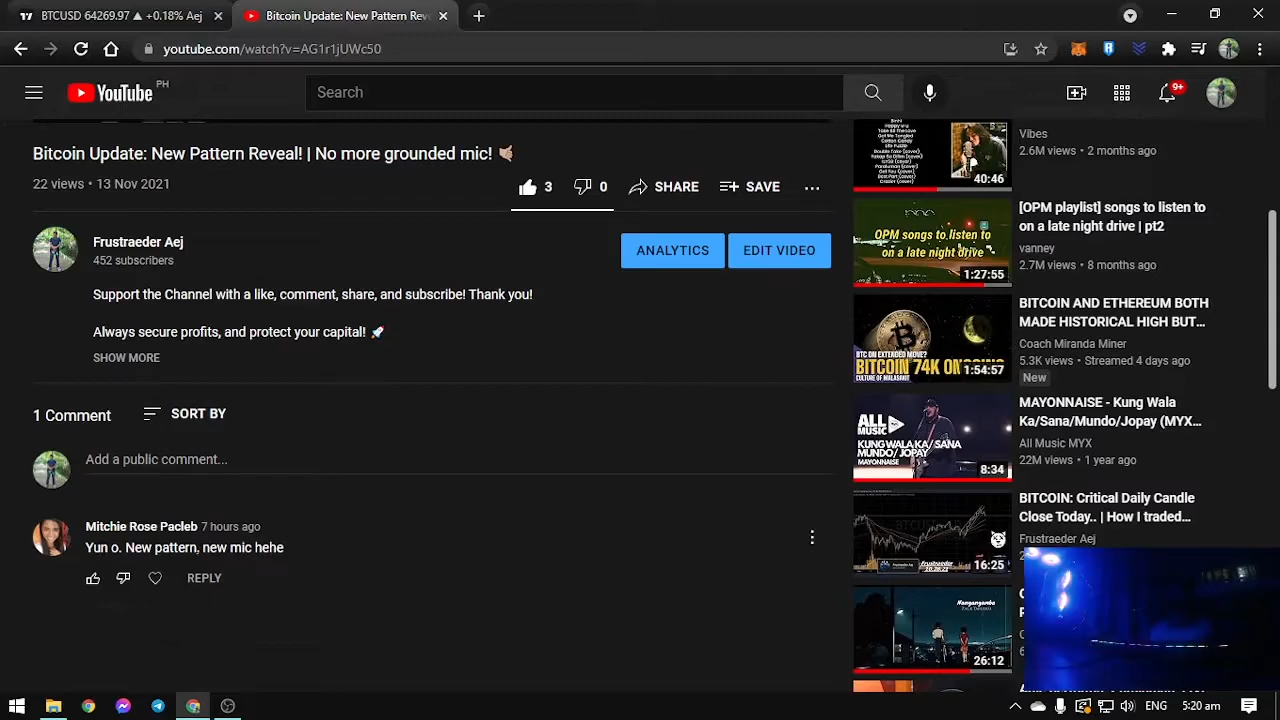 BTCUSD 64269.97 ▲ +0.18% Aej
Bitcoin Update: New Pattern Reve
youtube.com/watch?v=AG1r1jUWc50
YouTube PH
Search
9+
Bitcoin Update: New Pattern Reveal! | No more grounded mic! 🤙🏼
22 views • 13 Nov 2021
3
0
SHARE
SAVE
Frustraeder Aej
452 subscribers
ANALYTICS
EDIT VIDEO
Support the Channel with a like, comment, share, and subscribe! Thank you!
Always secure profits, and protect your capital! 🚀
SHOW MORE
1 Comment
SORT BY
Add a public comment...
Mitchie Rose Pacleb 7 hours ago
Yun o. New pattern, new mic hehe
REPLY
40:46
Vibes
2.6M views • 2 months ago
OPM songs to listen to
on a late night drive
1:27:55
[OPM playlist] songs to listen to
on a late night drive | pt2
vanney
2.7M views • 8 months ago
BTC ON EXTENDED MOVE?
BITCOIN 74K ONGOING
CULTURE OF MALASAKIT
1:54:57
BITCOIN AND ETHEREUM BOTH
MADE HISTORICAL HIGH BUT...
Coach Miranda Miner
5.3K views • Streamed 4 days ago
New
ALL
MUSIC
KUNG WALA KA / SANA
MUNDO/ JOPAY
MAYONNAISE
8:34
MAYONNAISE - Kung Wala
Ka/Sana/Mundo/Jopay (MYX...
All Music MYX
22M views • 1 year ago
16:25
BITCOIN: Critical Daily Candle
Close Today.. | How I traded...
Frustraeder Aej
26:12
ENG
5:20 am